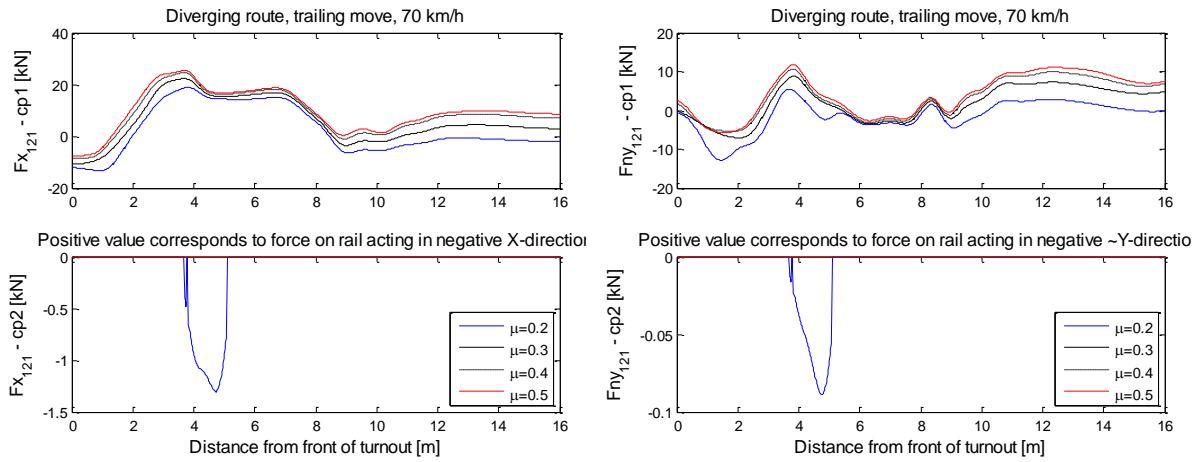 Diverging route, trailing move, 70 km/h
Fx121 - cp1 [kN]
40
20
0
-20
0 2 4 6 8 10 12 14 16
Diverging route, trailing move, 70 km/h
Fny121 - cp1 [kN]
20
10
0
-10
-20
0 2 4 6 8 10 12 14 16
Positive value corresponds to force on rail acting in negative X-direction
Fx121 - cp2 [kN]
0
-0.5
-1
-1.5
0 2 4 6 8 10 12 14 16
Distance from front of turnout [m]
μ=0.2
μ=0.3
μ=0.4
μ=0.5
Positive value corresponds to force on rail acting in negative ~Y-directio
Fny121 - cp2 [kN]
0
-0.05
-0.1
0 2 4 6 8 10 12 14 16
Distance from front of turnout [m]
μ=0.2
μ=0.3
μ=0.4
μ=0.5